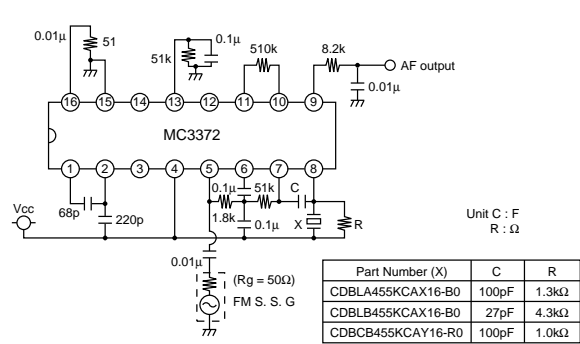 0.01μ
51
0.1μ
51k
510k
8.2k
AF output
0.01μ
16 15 14 13 12 11 10 9
MC3372
1 2 3 4 5 6 7 8
Vcc
68p
220p
0.1μ
51k
C
1.8k
0.1μ
X
R
Unit C : F
R : Ω
0.01μ
(Rg = 50Ω)
FM S. S. G
Part Number (X) C R
CDBLA455KCAX16-B0 100pF 1.3kΩ
CDBLB455KCAX16-B0 27pF 4.3kΩ
CDBCB455KCAY16-R0 100pF 1.0kΩ